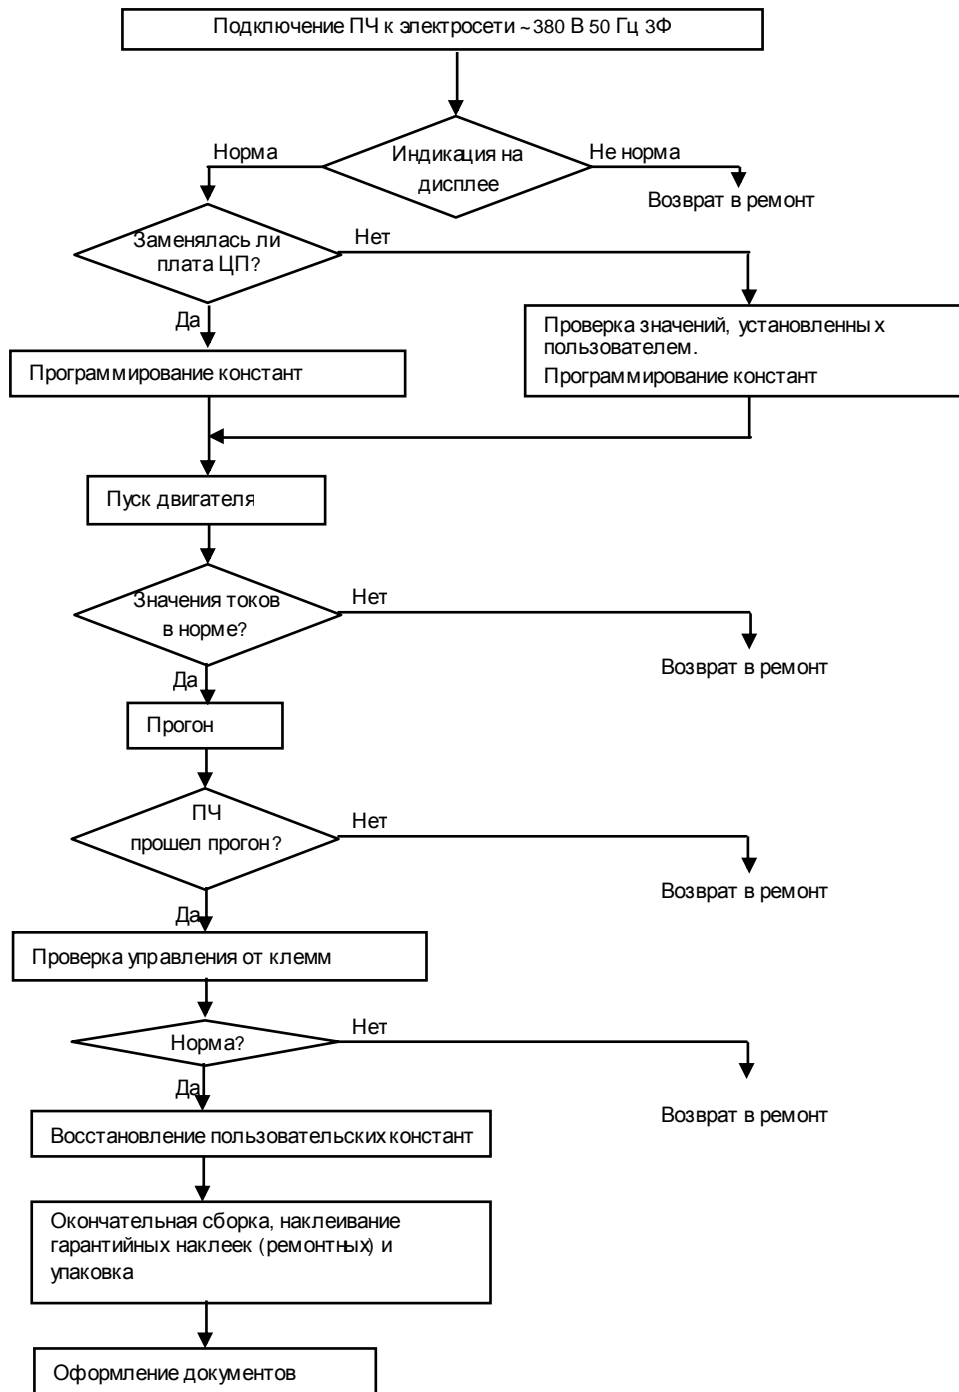 Подключение ПЧ к электросети ~380 В 50 Гц 3Ф
Норма
Индикация на
дисплее
Не норма
Возврат в ремонт
Заменялась ли
плата ЦП?
Нет
Да
Проверка значений, установленных
пользователем.
Программирование констант
Программирование констант
Пуск двигателя
Значения токов
в норме?
Нет
Возврат в ремонт
Да
Прогон
ПЧ
прошел прогон?
Нет
Возврат в ремонт
Да
Проверка управления от клемм
Норма?
Нет
Возврат в ремонт
Да
Восстановление пользовательских констант
Окончательная сборка, наклеивание
гарантийных наклеек (ремонтных) и
упаковка
Оформление документов